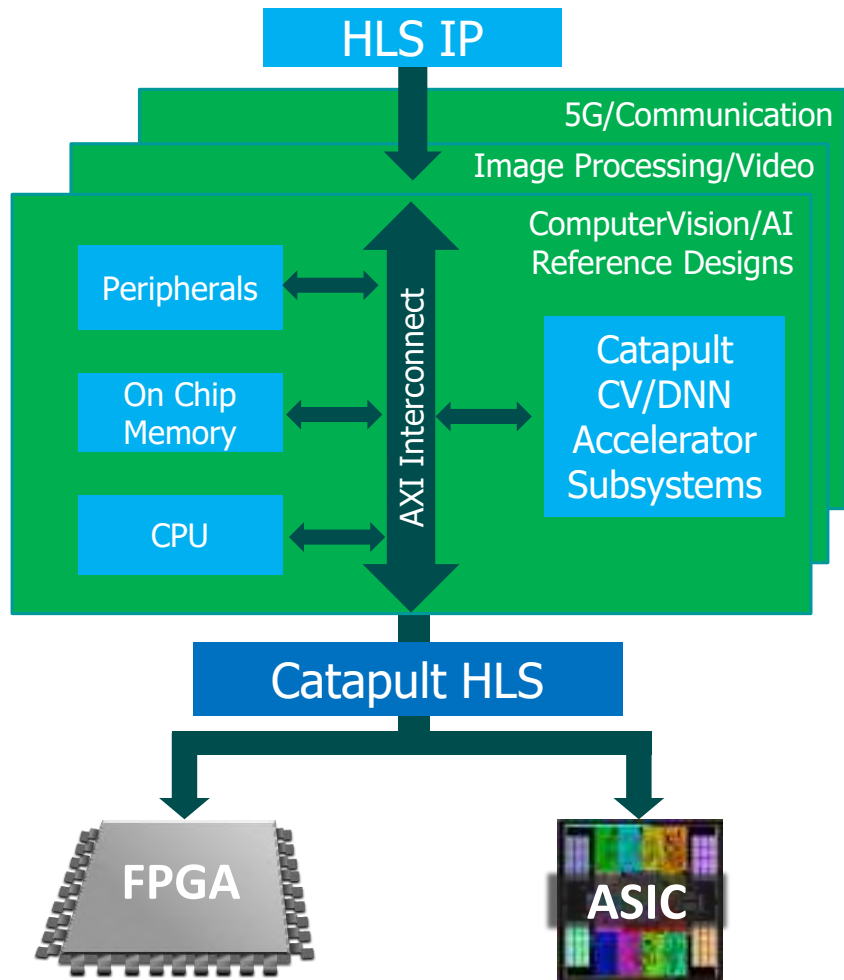 HLS IP
5G/Communication
Image Processing/Video
ComputerVision/AI
Reference Designs
Peripherals
On Chip
Memory
CPU
AXI Interconnect
Catapult
CV/DNN
Accelerator
Subsystems
Catapult HLS
FPGA
ASIC